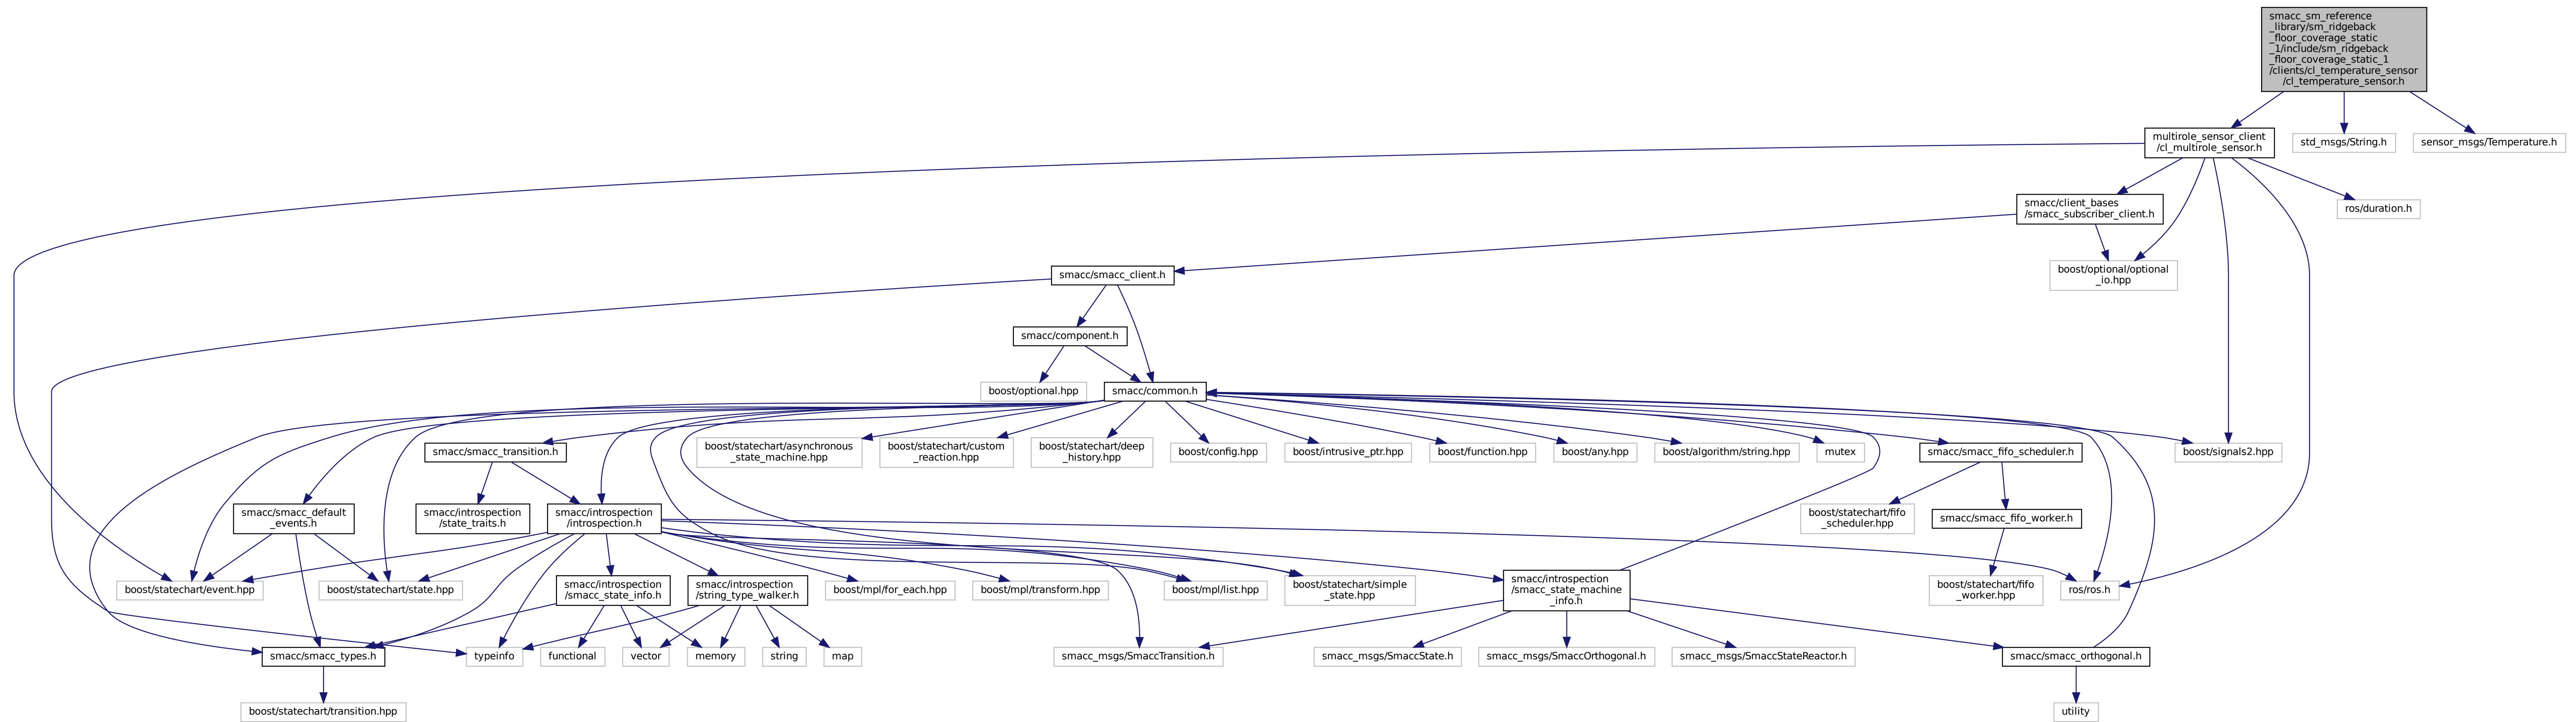 smacc_sm_reference
_library/sm_ridgeback
_floor_coverage_static
_1/include/sm_ridgeback
_floor_coverage_static_1
/clients/cl_temperature_sensor
/cl_temperature_sensor.h
multirole_sensor_client
/cl_multirole_sensor.h
std_msgs/String.h
sensor_msgs/Temperature.h
smacc/client_bases
/smacc_subscriber_client.h
ros/duration.h
smacc/smacc_client.h
boost/optional/optional
_io.hpp
smacc/component.h
boost/optional.hpp
smacc/common.h
smacc/smacc_transition.h
boost/statechart/asynchronous
_state_machine.hpp
boost/statechart/custom
_reaction.hpp
boost/statechart/deep
_history.hpp
boost/config.hpp
boost/intrusive_ptr.hpp
boost/function.hpp
boost/any.hpp
boost/algorithm/string.hpp
mutex
smacc/smacc_fifo_scheduler.h
boost/signals2.hpp
smacc/smacc_default
_events.h
smacc/introspection
/state_traits.h
smacc/introspection
/introspection.h
boost/statechart/fifo
_scheduler.hpp
smacc/smacc_fifo_worker.h
boost/statechart/event.hpp
boost/statechart/state.hpp
smacc/introspection
/smacc_state_info.h
smacc/introspection
/string_type_walker.h
boost/mpl/for_each.hpp
boost/mpl/transform.hpp
boost/mpl/list.hpp
boost/statechart/simple
_state.hpp
smacc/introspection
/smacc_state_machine
_info.h
boost/statechart/fifo
_worker.hpp
ros/ros.h
smacc/smacc_types.h
typeinfo
functional
vector
memory
string
map
smacc_msgs/SmaccTransition.h
smacc_msgs/SmaccState.h
smacc_msgs/SmaccOrthogonal.h
smacc_msgs/SmaccStateReactor.h
smacc/smacc_orthogonal.h
boost/statechart/transition.hpp
utility